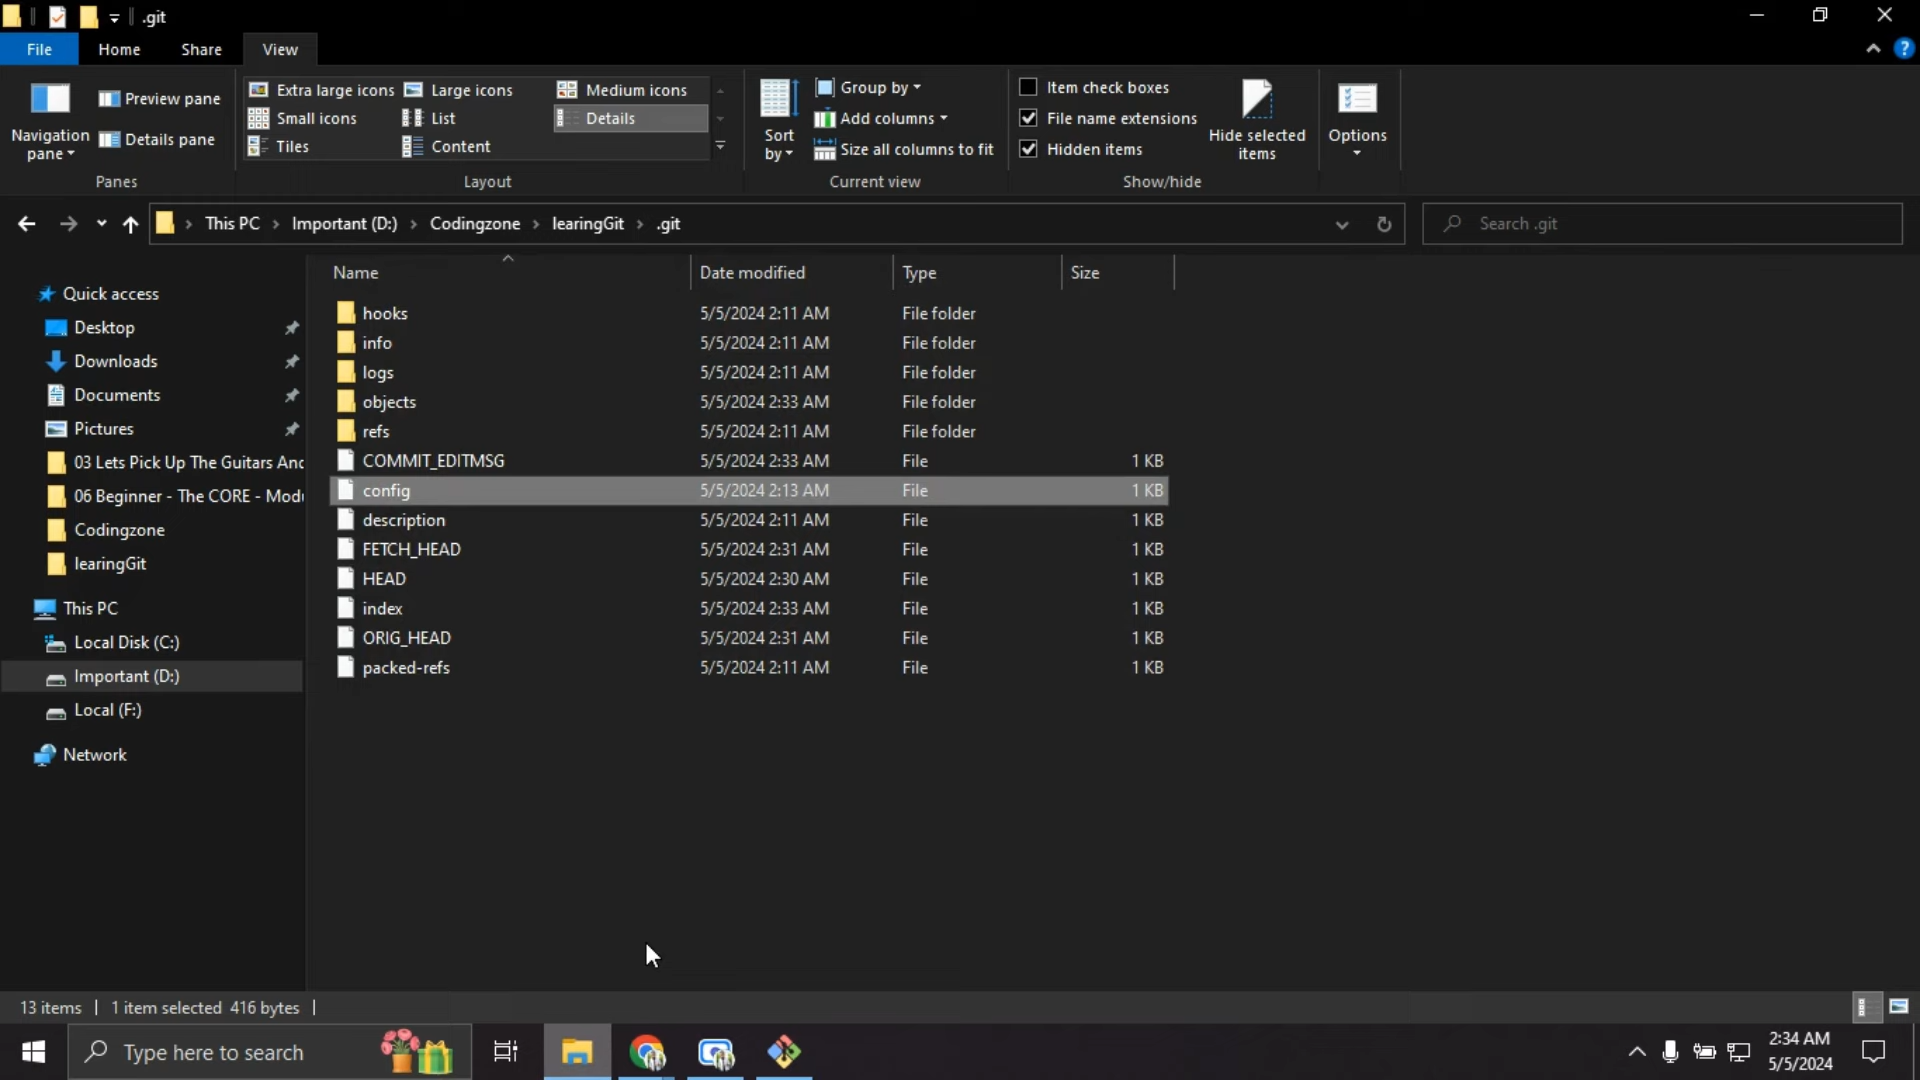 .git
File Home Share View
Navigation pane
Preview pane
Details pane
Panes
Extra large icons Large icons Medium icons
Small icons List Details
Tiles Content
Layout
Sort by
Group by
Add columns
Size all columns to fit
Current view
Item check boxes
File name extensions
Hidden items
Hide selected items
Show/hide
Options
This PC Important (D:) Codingzone learingGit .git
Search .git
Quick access
Desktop
Downloads
Documents
Pictures
03 Lets Pick Up The Guitars And
06 Beginner - The CORE - Modu
Codingzone
learingGit
This PC
Local Disk (C:)
Important (D:)
Local (F:)
Network
Name Date modified Type Size
hooks 5/5/2024 2:11 AM File folder
info 5/5/2024 2:11 AM File folder
logs 5/5/2024 2:11 AM File folder
objects 5/5/2024 2:33 AM File folder
refs 5/5/2024 2:11 AM File folder
COMMIT_EDITMSG 5/5/2024 2:33 AM File 1 KB
config 5/5/2024 2:13 AM File 1 KB
description 5/5/2024 2:11 AM File 1 KB
FETCH_HEAD 5/5/2024 2:31 AM File 1 KB
HEAD 5/5/2024 2:30 AM File 1 KB
index 5/5/2024 2:33 AM File 1 KB
ORIG_HEAD 5/5/2024 2:31 AM File 1 KB
packed-refs 5/5/2024 2:11 AM File 1 KB
13 items 1 item selected 416 bytes
Type here to search
2:34 AM
5/5/2024